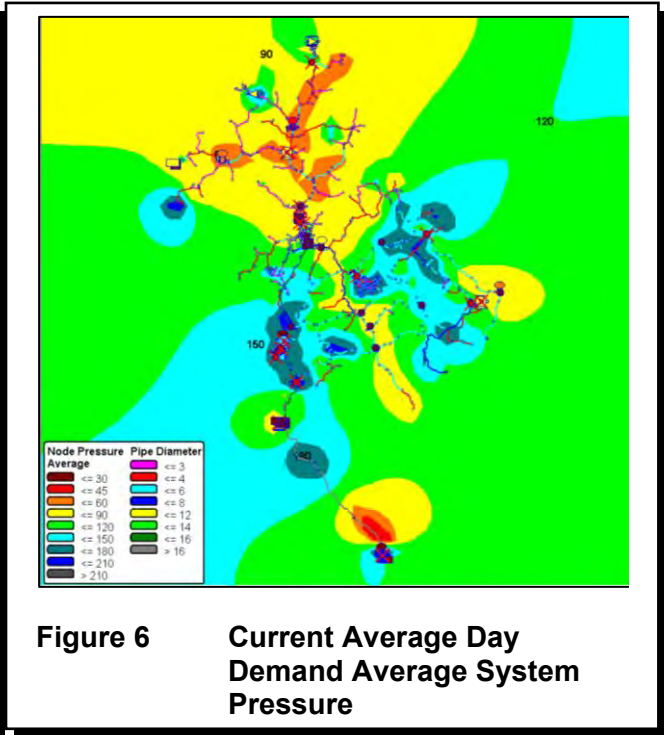 90
120
150
90
Node Pressure Pipe Diameter
Average
<= 30 <= 3
<= 45 <= 4
<= 60 <= 6
<= 90 <= 8
<= 120 <= 12
<= 150 <= 14
<= 180 <= 16
<= 210 > 16
> 210
Figure 6 Current Average Day
Demand Average System
Pressure